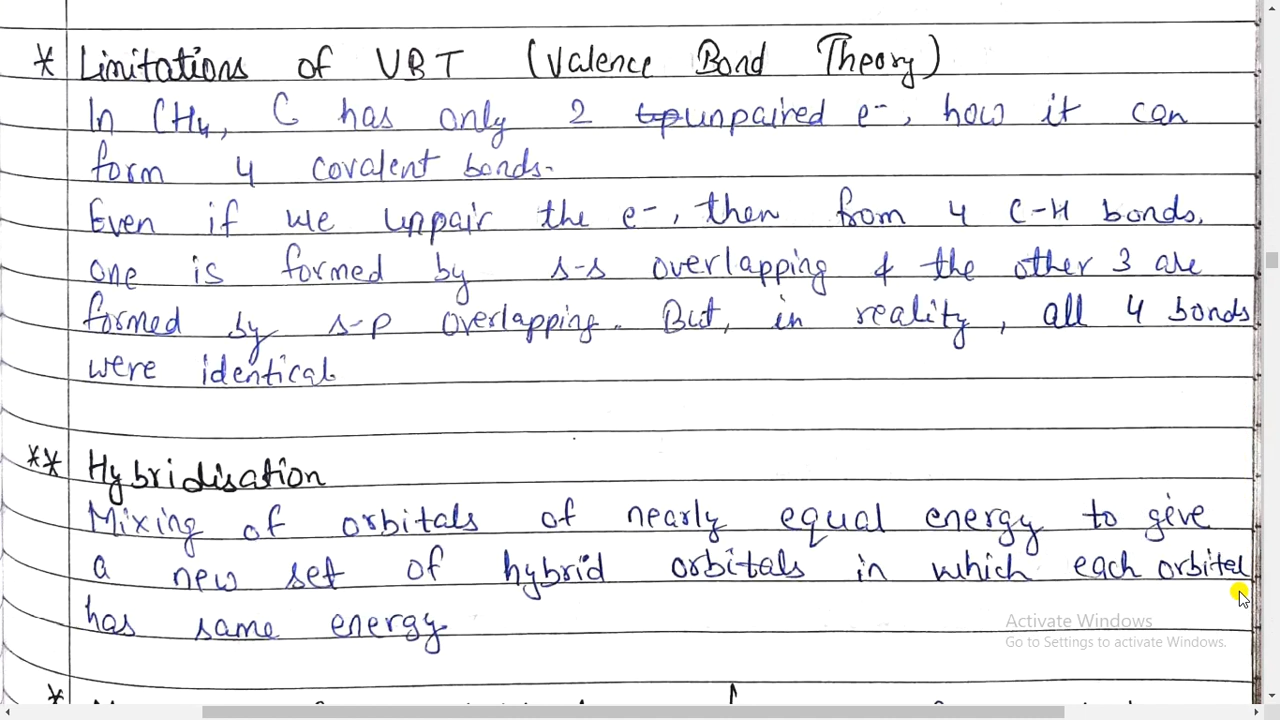 * Limitations of VBT (Valence Bond Theory)
In CH4, C has only 2 unpaired e-, how it can
form 4 covalent bonds.
Even if we unpair the e-, then from 4 C-H bonds,
one is formed by s-s overlapping & the other 3 are
formed by s-p overlapping. But, in reality, all 4 bonds
were identical.
** Hybridisation
Mixing of orbitals of nearly equal energy to give
a new set of hybrid orbitals in which each orbital
has same energy.
Activate Windows
Go to Settings to activate Windows.
*